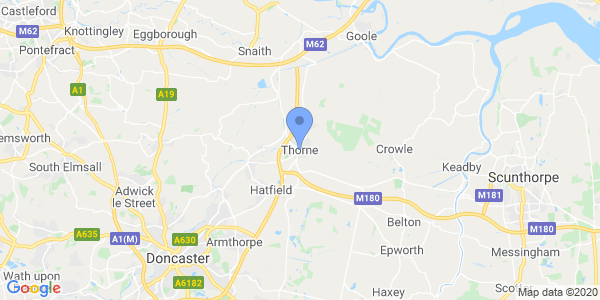 Castleford
M62
Knottingley
Eggborough
Pontefract
Snaith
Goole
M62
A1
A19
emsworth
South Elmsall
Thorne
Crowle
Keadby
Scunthorpe
Adwick
le Street
Hatfield
M180
M181
A635
A1(M)
A630
Armthorpe
Belton
M180
Messingham
Doncaster
Epworth
Wath upon
A6182
Haxey
Scot
Google
Map data ©2020